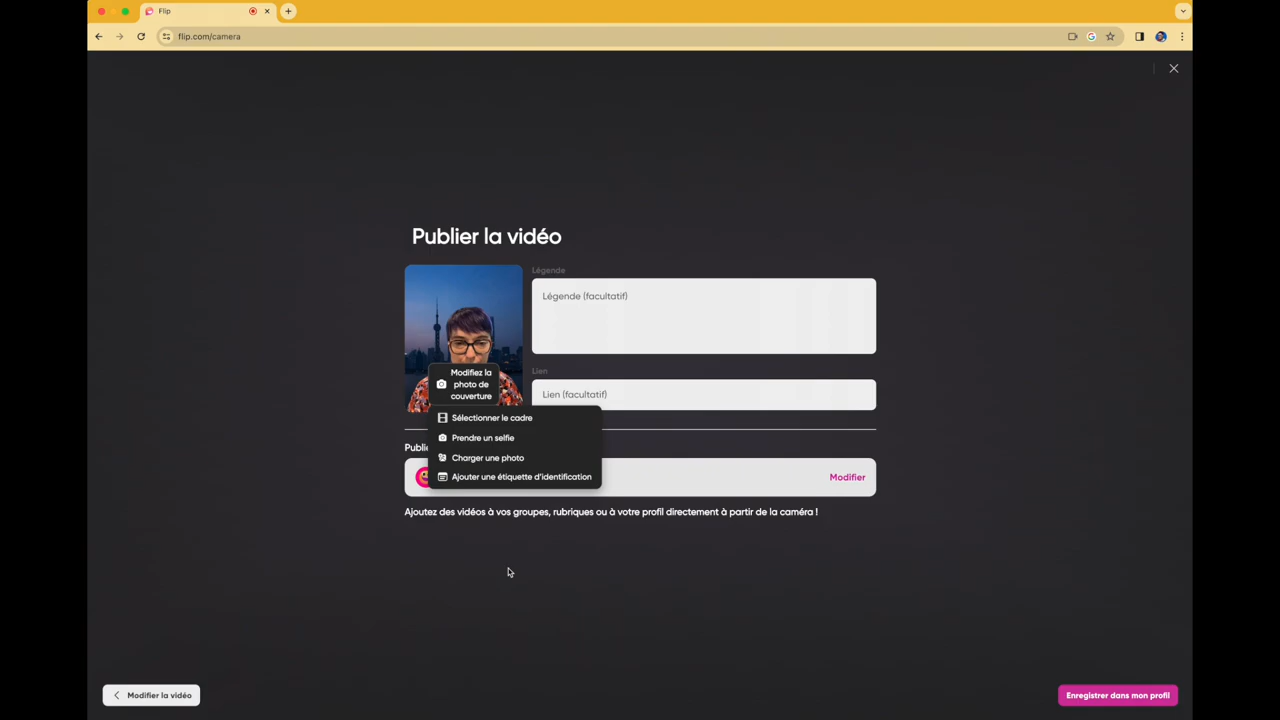 Flip
flip.com/camera
Publier la vidéo
Légende
Légende (facultatif)
Modifiez la
photo de
couverture
Lien
Lien (facultatif)
Sélectionner le cadre
Prendre un selfie
Charger une photo
Ajouter une étiquette d'identification
Modifier
Ajoutez des vidéos à vos groupes, rubriques ou à votre profil directement à partir de la caméra !
Modifier la vidéo
Enregistrer dans mon profil